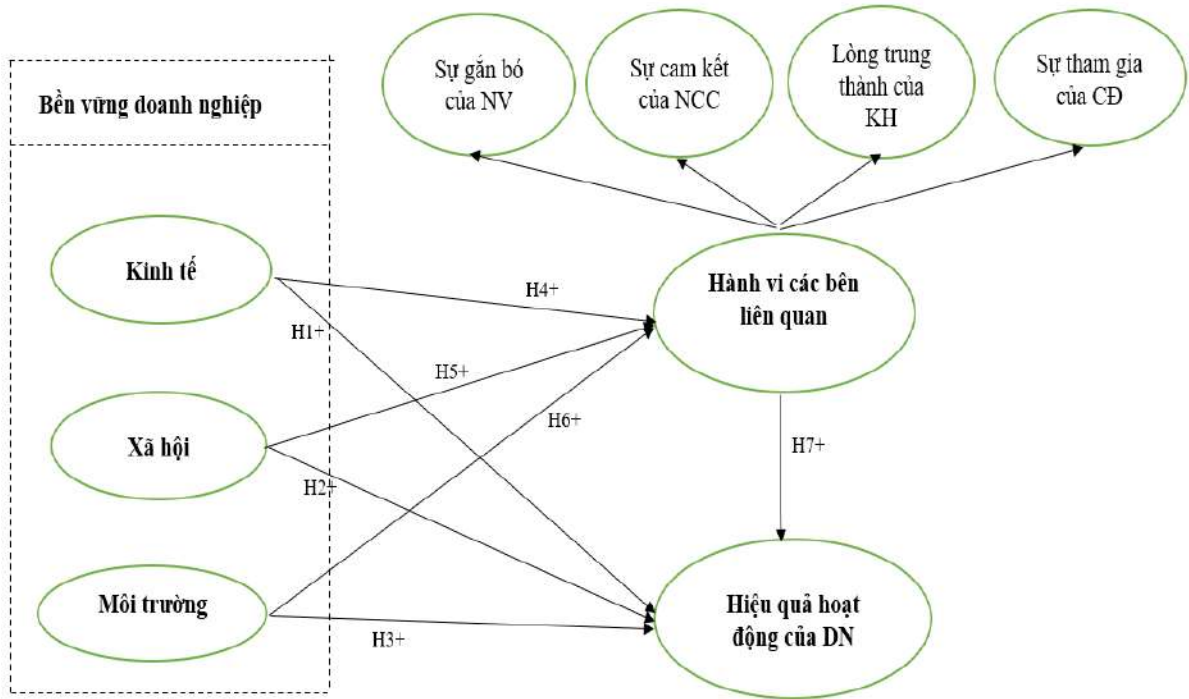 Bền vững doanh nghiệp
Sự gắn bó
của NV
Sự cam kết
của NCC
Lòng trung
thành của
KH
Sự tham gia
của CĐ
Kinh tế
Xã hội
Môi trường
H4+
H1+
H5+
H6+
H2+
H3+
Hành vi các bên
liên quan
H7+
Hiệu quả hoạt
động của DN